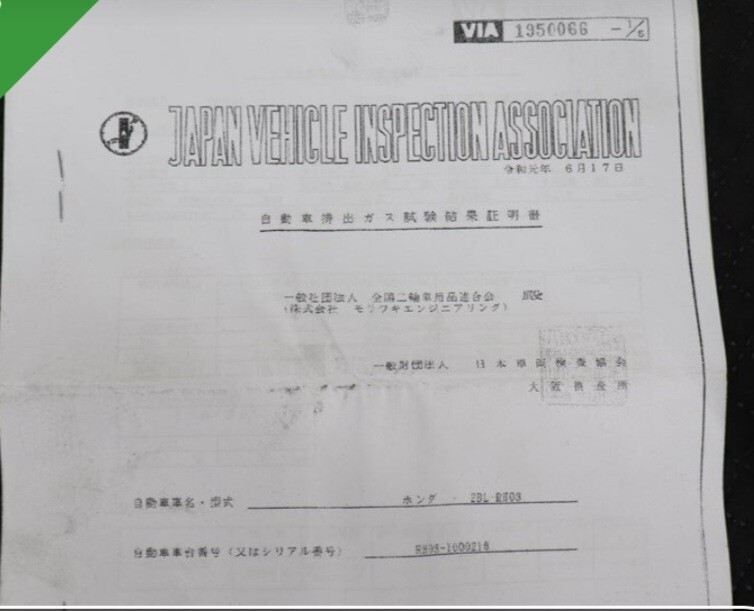 VIA 1950066 -1/5
JAPAN VEHICLE INSPECTION ASSOCIATION
令和元年 6月17日
自動車排出ガス試験結果証明書
一般社団法人 全国二輪車用品連合会 殿
(株式会社 モリワキエンジニアリング)
一般財団法人 日本車両検査協会
大阪検査所
自動車車名・型式 ホンダ ・ 2BL-RH03
自動車車台番号(又はシリアル番号) RH03-1000216